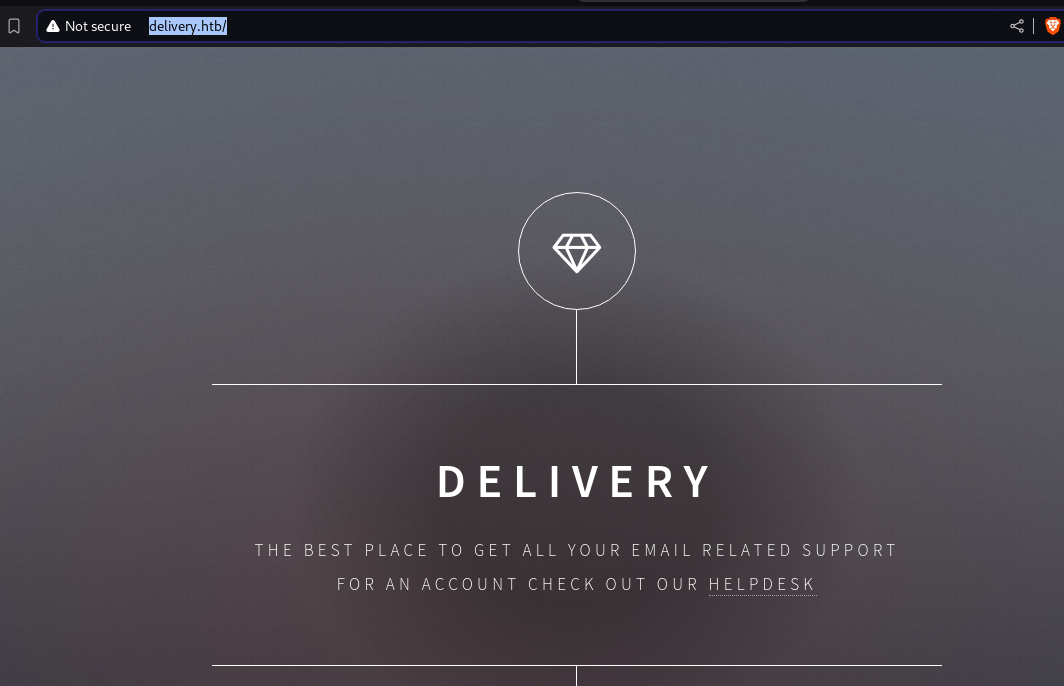 Not secure delivery.htb/
DELIVERY
THE BEST PLACE TO GET ALL YOUR EMAIL RELATED SUPPORT
FOR AN ACCOUNT CHECK OUT OUR HELPDESK